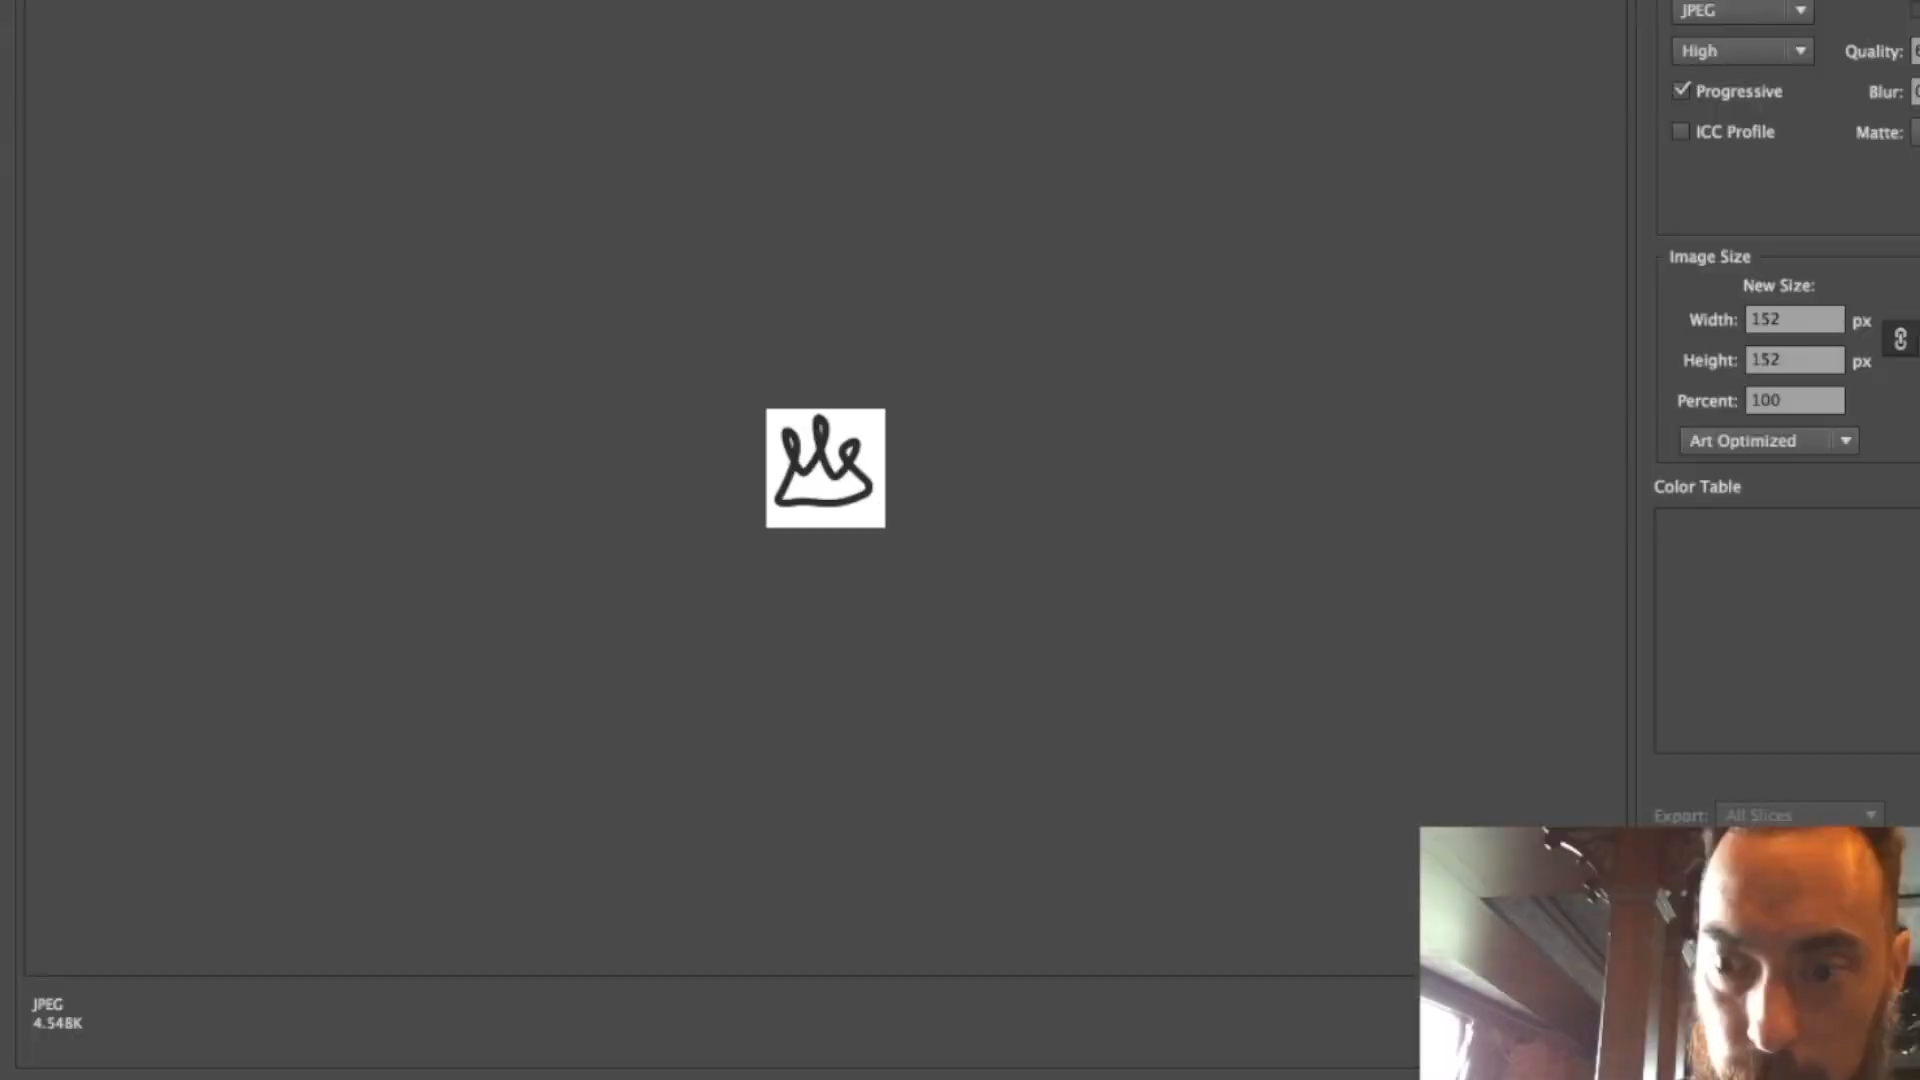 JPEG
High
Quality:
Progressive
Blur:
ICC Profile
Matte:
Image Size
New Size:
Width: 152 px
Height: 152 px
Percent: 100
Art Optimized
Color Table
Export: All Slices
JPEG
4.548K